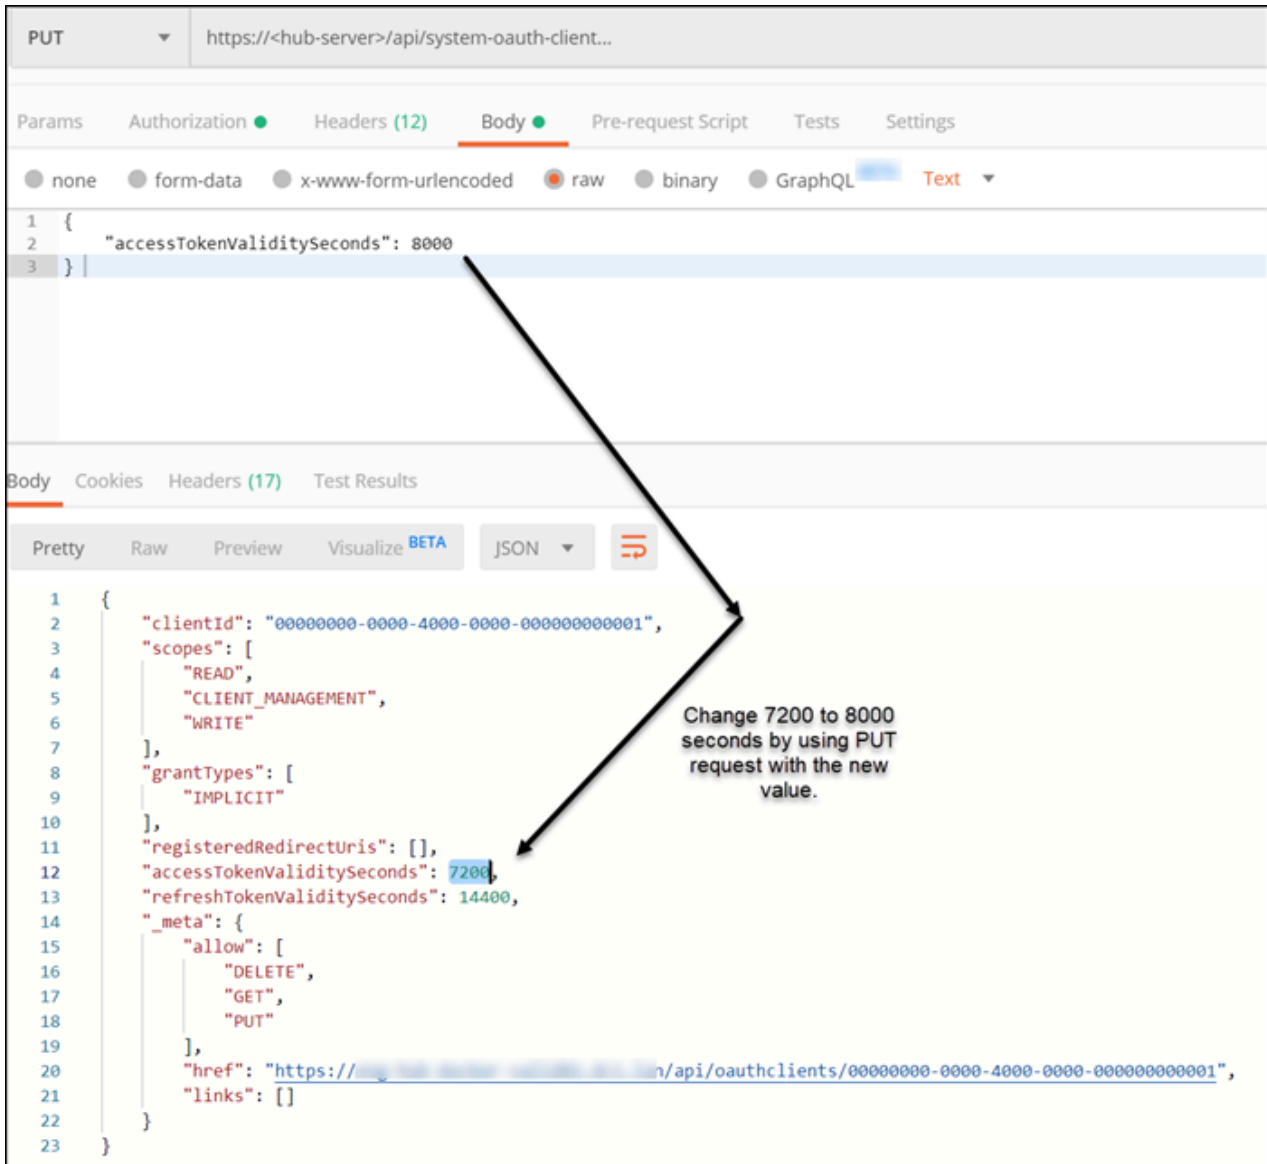 PUT https://<hub-server>/api/system-oauth-client...
Params Authorization Headers (12) Body Pre-request Script Tests Settings
none form-data x-www-form-urlencoded raw binary GraphQL Text
1 {
2 "accessTokenValiditySeconds": 8000
3 }
Body Cookies Headers (17) Test Results
Pretty Raw Preview Visualize BETA JSON
1 {
2 "clientId": "00000000-0000-4000-0000-000000000001",
3 "scopes": [
4 "READ",
5 "CLIENT_MANAGEMENT",
6 "WRITE"
7 ],
8 "grantTypes": [
9 "IMPLICIT"
10 ],
11 "registeredRedirectUris": [],
12 "accessTokenValiditySeconds": 7200,
13 "refreshTokenValiditySeconds": 14400,
14 "_meta": {
15 "allow": [
16 "DELETE",
17 "GET",
18 "PUT"
19 ],
20 "href": "https:// n/api/oauthclients/00000000-0000-4000-0000-000000000001",
21 "links": []
22 }
23 }
Change 7200 to 8000
seconds by using PUT
request with the new
value.